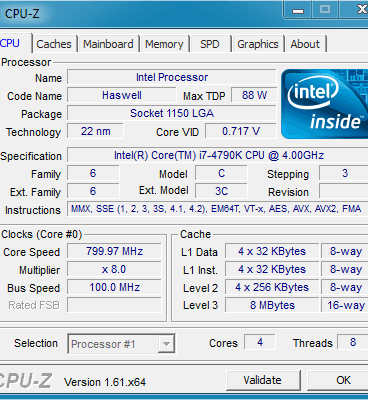 CPU-Z
CPU Caches Mainboard Memory SPD Graphics About
Processor
Name Intel Processor
Code Name Haswell Max TDP 88 W
Package Socket 1150 LGA
Technology 22 nm Core VID 0.717 V
intel inside™
Specification Intel(R) Core(TM) i7-4790K CPU @ 4.00GHz
Family 6 Model C Stepping 3
Ext. Family 6 Ext. Model 3C Revision
Instructions MMX, SSE (1, 2, 3, 3S, 4.1, 4.2), EM64T, VT-x, AES, AVX, AVX2, FMA
Clocks (Core #0) Cache
Core Speed 799.97 MHz L1 Data 4 x 32 KBytes 8-way
Multiplier x 8.0 L1 Inst. 4 x 32 KBytes 8-way
Bus Speed 100.0 MHz Level 2 4 x 256 KBytes 8-way
Rated FSB Level 3 8 MBytes 16-way
Selection Processor #1 Cores 4 Threads 8
CPU-Z Version 1.61.x64 Validate OK